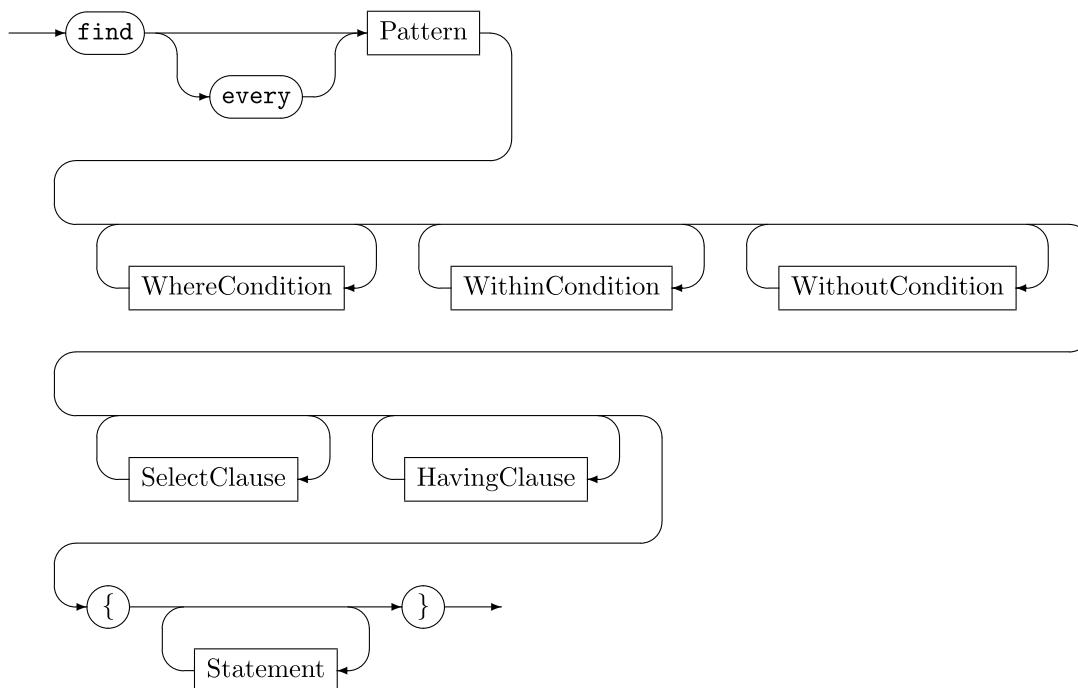 find Pattern
every
WhereCondition WithinCondition WithoutCondition
SelectClause HavingClause
{ }
Statement